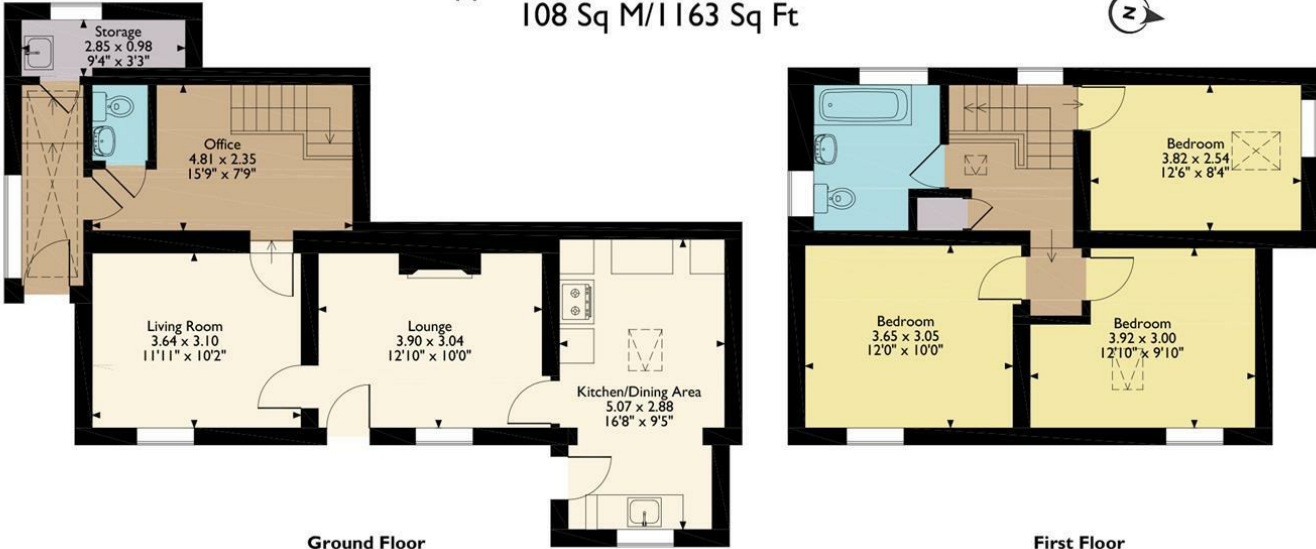 108 Sq M/1163 Sq Ft
N
Storage
2.85 x 0.98
9'4" x 3'3"
Office
4.81 x 2.35
15'9" x 7'9"
Living Room
3.64 x 3.10
11'11" x 10'2"
Lounge
3.90 x 3.04
12'10" x 10'0"
Kitchen/Dining Area
5.07 x 2.88
16'8" x 9'5"
Ground Floor
Bedroom
3.82 x 2.54
12'6" x 8'4"
Bedroom
3.65 x 3.05
12'0" x 10'0"
Bedroom
3.92 x 3.00
12'10" x 9'10"
First Floor